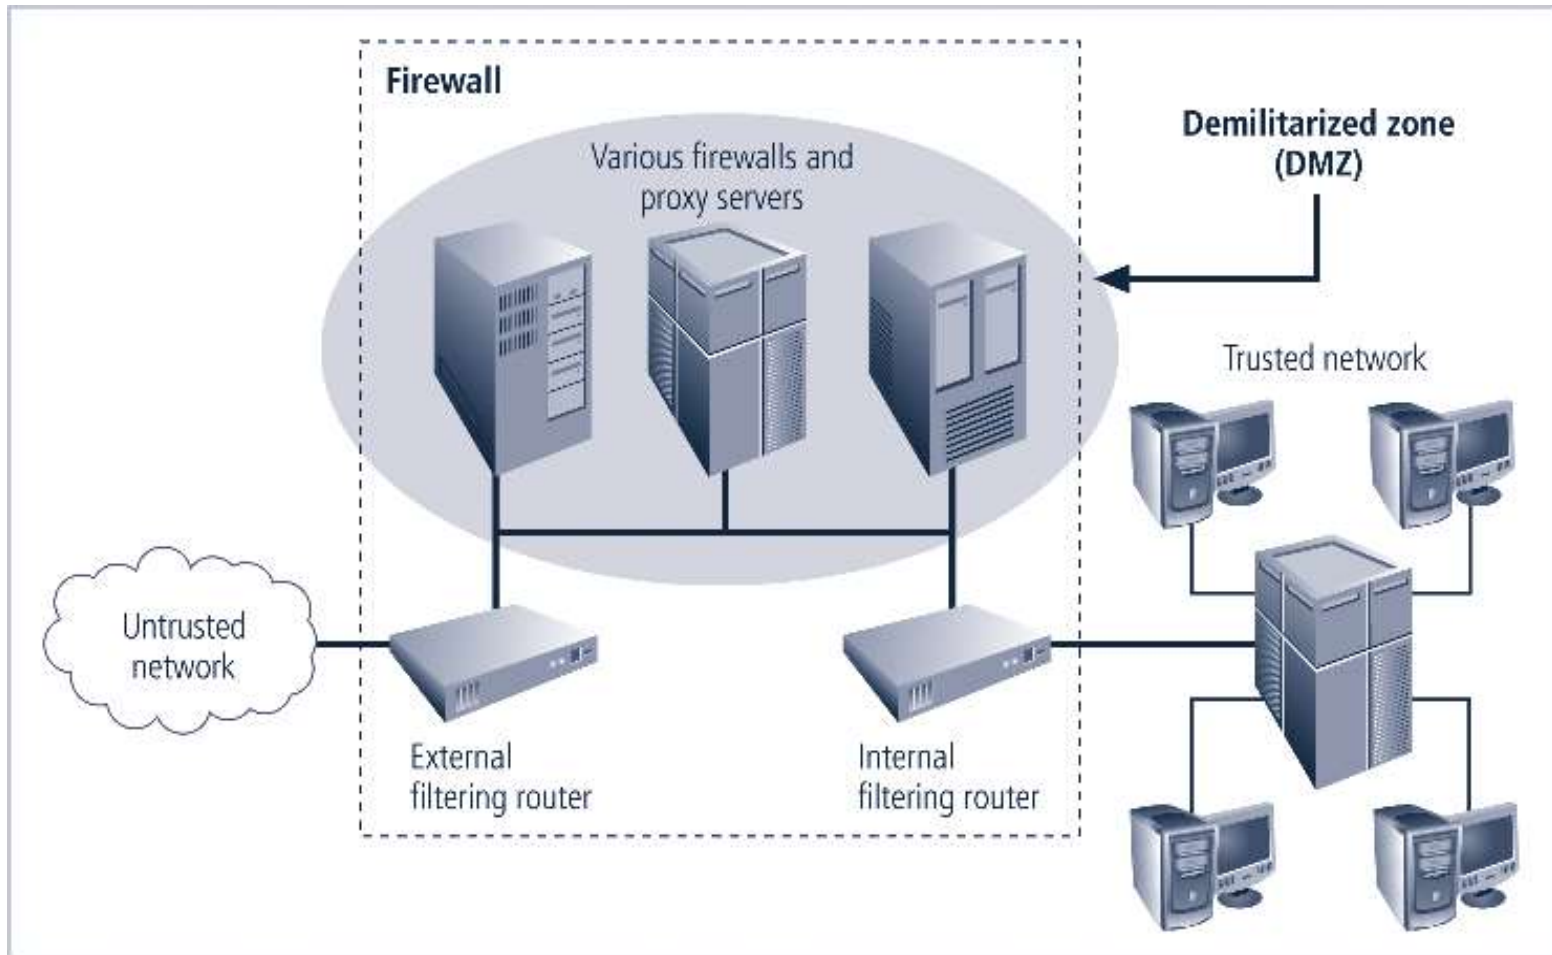 Firewall
Various firewalls and
proxy servers
Demilitarized zone
(DMZ)
Trusted network
Untrusted
network
External
filtering router
Internal
filtering router